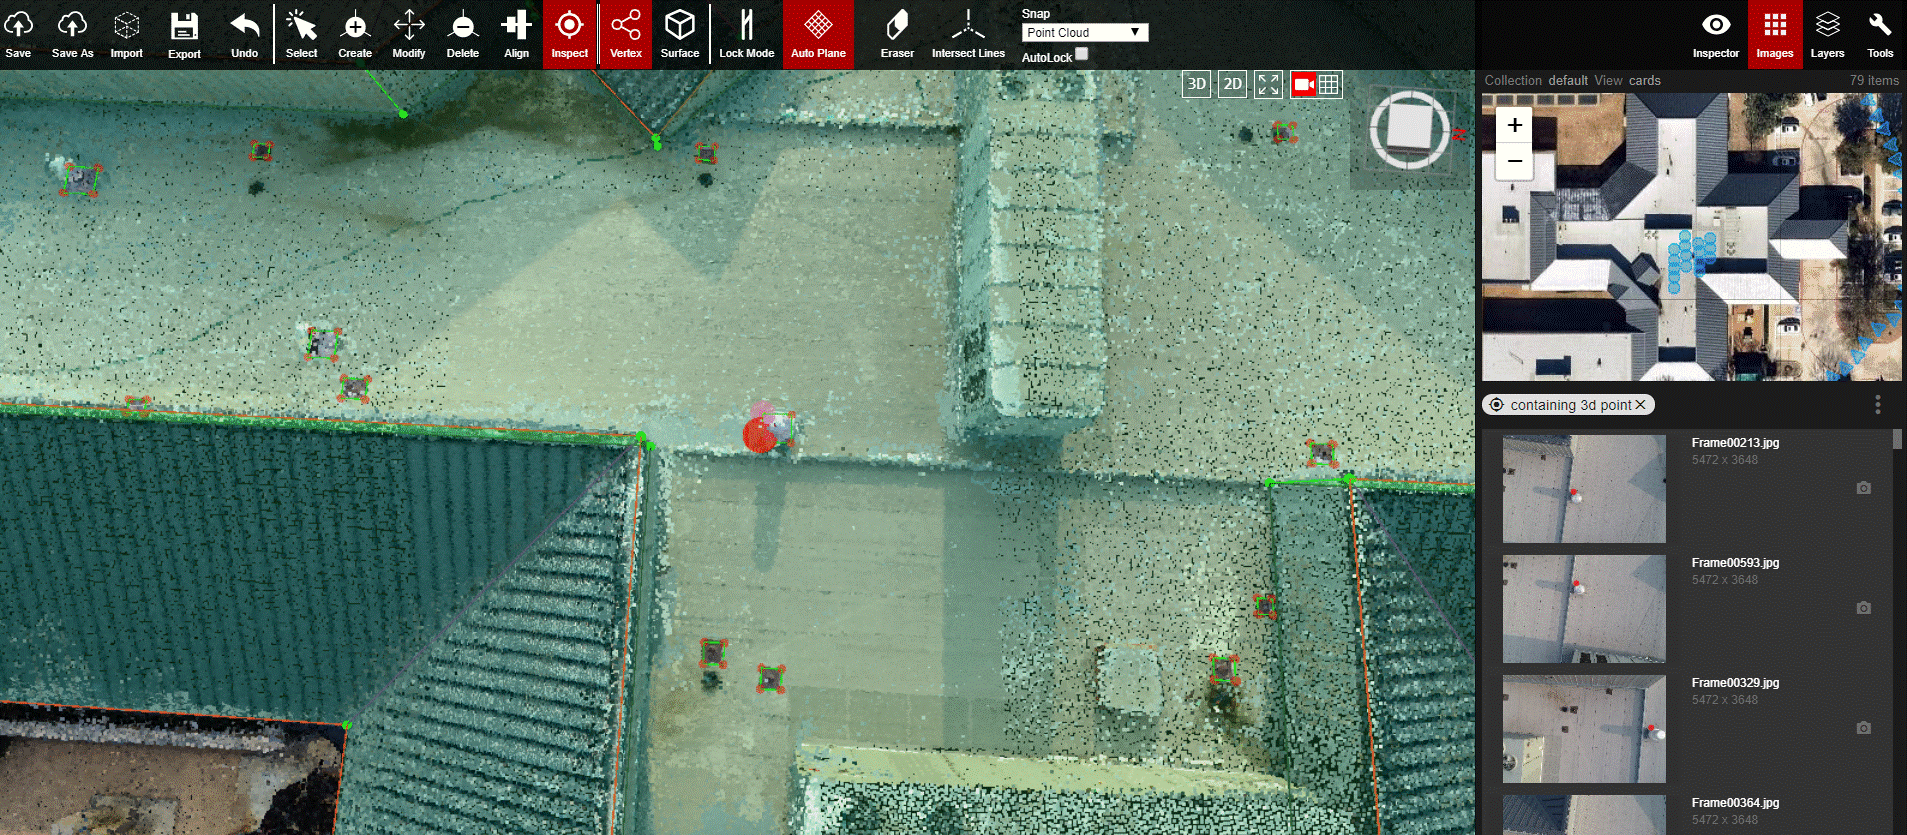 Save
Save As
Import
Export
Undo
Select
Create
Modify
Delete
Align
Inspect
Vertex
Surface
Lock Mode
Auto Plane
Eraser
Intersect Lines
Snap
Point Cloud
AutoLock
Inspector
Images
Layers
Tools
3D
2D
Collection default View cards
79 items
+
−
containing 3d point
Frame00213.jpg
5472 x 3648
Frame00593.jpg
5472 x 3648
Frame00329.jpg
5472 x 3648
Frame00364.jpg
5472 x 3648